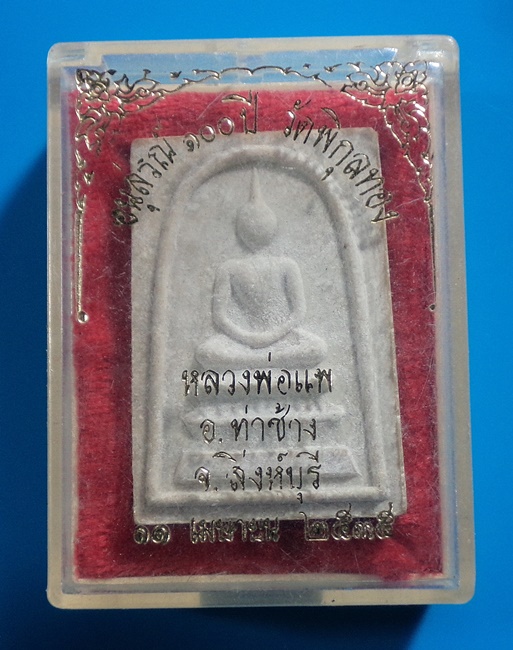 อนุสรณ์ ๑๐๐ ปี วัดพิกุลทอง
หลวงพ่อแพ
อ.ท่าช้าง
จ.สิงห์บุรี
๑๑ เมษายน ๒๕๓๕